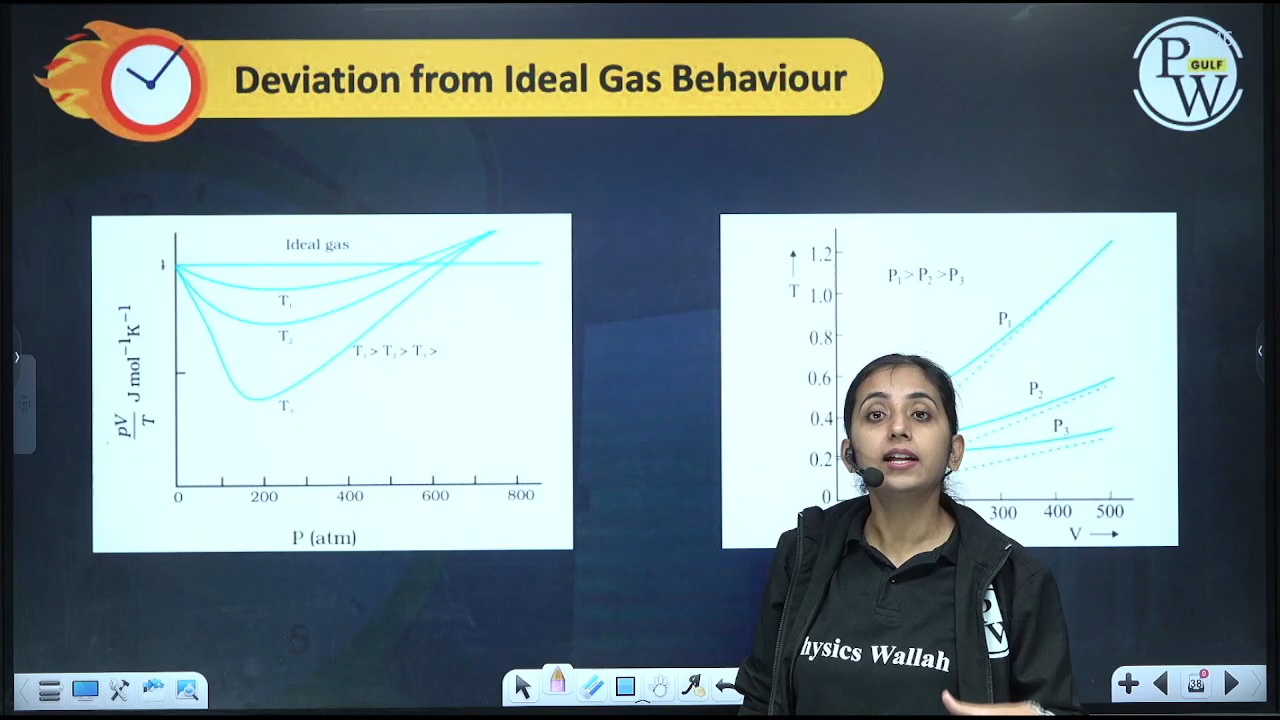 Deviation from Ideal Gas Behaviour
P
W
GULF
Ideal gas
T₁
T₂
T₁ > T₂ > T₃ >
T₃
pV
T
J mol⁻¹K⁻¹
0
200
400
600
800
P (atm)
T
1.2
1.0
0.8
0.6
0.4
0.2
0
P₁ > P₂ > P₃
P₁
P₂
P₃
300
400
500
V
hysics Wallah
P
W
38